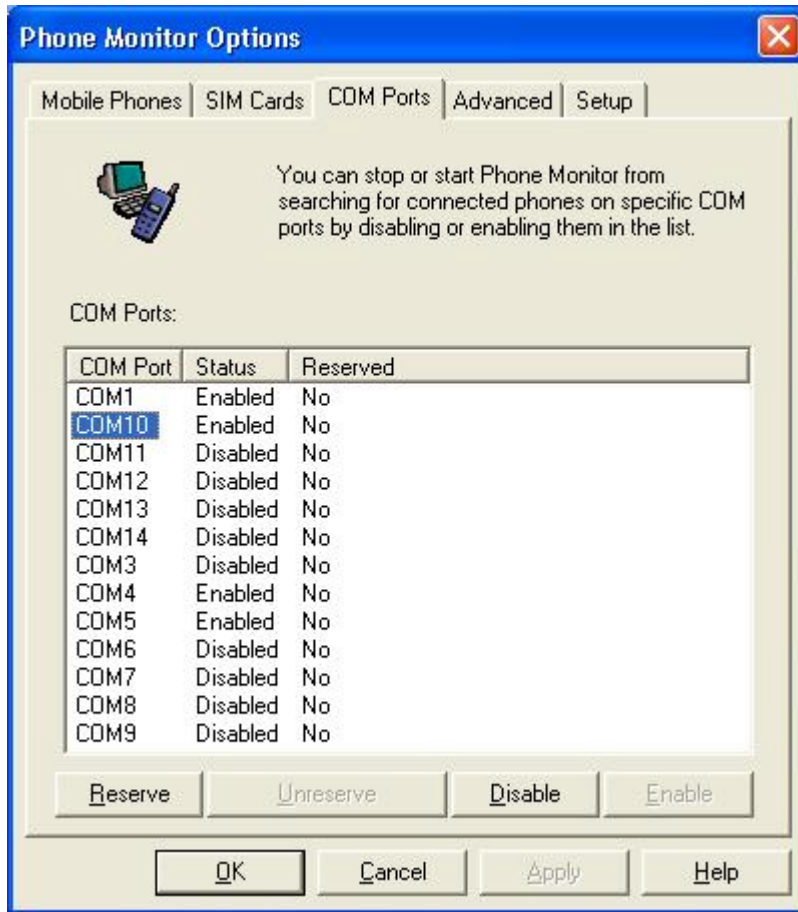 Phone Monitor Options
Mobile Phones SIM Cards COM Ports Advanced Setup
You can stop or start Phone Monitor from
searching for connected phones on specific COM
ports by disabling or enabling them in the list.
COM Ports:
COM Port Status Reserved
COM1 Enabled No
COM10 Enabled No
COM11 Disabled No
COM12 Disabled No
COM13 Disabled No
COM14 Disabled No
COM3 Disabled No
COM4 Enabled No
COM5 Enabled No
COM6 Disabled No
COM7 Disabled No
COM8 Disabled No
COM9 Disabled No
Reserve Unreserve Disable Enable
OK Cancel Apply Help